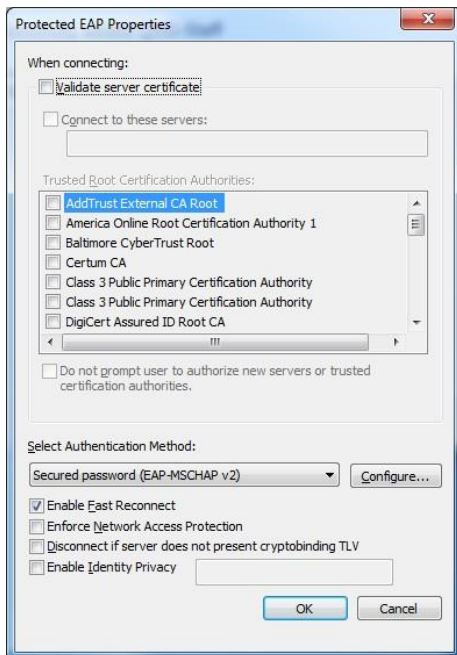 Protected EAP Properties
When connecting:
Validate server certificate
Connect to these servers:
Trusted Root Certification Authorities:
AddTrust External CA Root
America Online Root Certification Authority 1
Baltimore CyberTrust Root
Certum CA
Class 3 Public Primary Certification Authority
Class 3 Public Primary Certification Authority
DigiCert Assured ID Root CA
Do not prompt user to authorize new servers or trusted
certification authorities.
Select Authentication Method:
Secured password (EAP-MSCHAP v2) Configure...
Enable Fast Reconnect
Enforce Network Access Protection
Disconnect if server does not present cryptobinding TLV
Enable Identity Privacy
OK Cancel